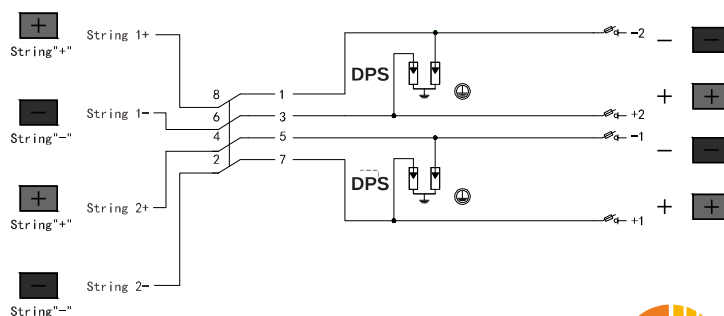 +
String"+"
String 1+
−
String"−"
String 1−
+
String"+"
String 2+
−
String"−"
String 2−
8 1
6 3
4 5
2 7
DPS
DPS
−2 − −
+2 + +
−1 − −
+1 + +